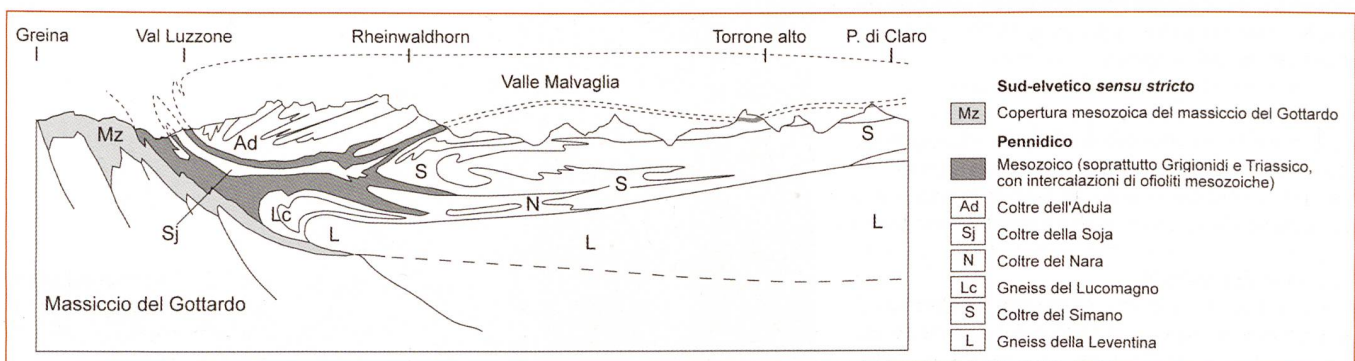 Greina Val Luzzone Rheinwaldhorn Torrone alto P. di Claro
Valle Malvaglia
Mz
Ad
S
S
S
Lc
N
Sj
L
L
L
Massiccio del Gottardo
Sud-elvetico sensu stricto
Mz Copertura mesozoica del massiccio del Gottardo
Pennidico
Mesozoico (soprattutto Grigionidi e Triassico,
con intercalazioni di ofioliti mesozoiche)
Ad Coltre dell'Adula
Sj Coltre della Soja
N Coltre del Nara
Lc Gneiss del Lucomagno
S Coltre del Simano
L Gneiss della Leventina